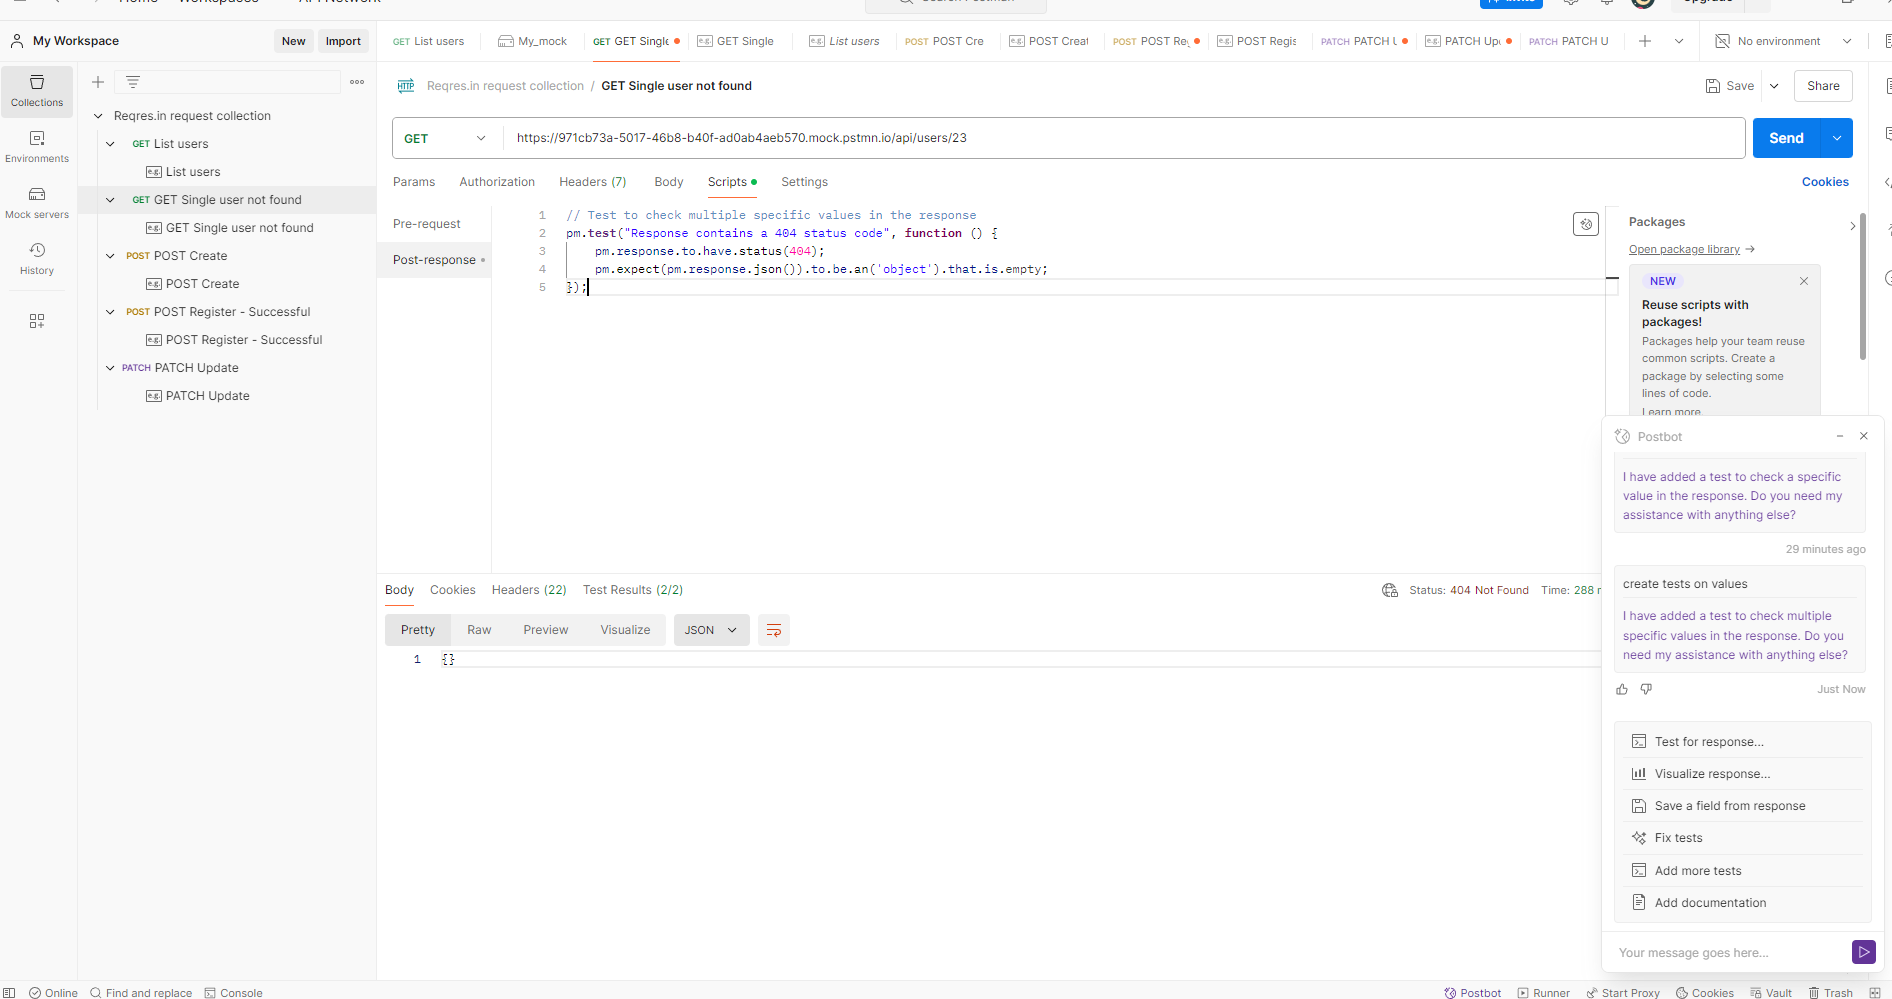 Home Workspaces API Network Search Postman Invite Upgrade
My Workspace New Import
GET List users My_mock GET GET Single GET Single List users POST POST Cre POST Creat POST POST Re POST Regis PATCH PATCH U PATCH Up PATCH PATCH U No environment
Collections
Environments
Mock servers
History
Reqres.in request collection
GET List users
e.g. List users
GET GET Single user not found
e.g. GET Single user not found
POST POST Create
e.g. POST Create
POST POST Register - Successful
e.g. POST Register - Successful
PATCH PATCH Update
e.g. PATCH Update
HTTP Reqres.in request collection / GET Single user not found Save Share
GET https://971cb73a-5017-46b8-b40f-ad0ab4aeb570.mock.pstmn.io/api/users/23 Send
Params Authorization Headers (7) Body Scripts Settings Cookies
Pre-request
Post-response
1 // Test to check multiple specific values in the response
2 pm.test("Response contains a 404 status code", function () {
3 pm.response.to.have.status(404);
4 pm.expect(pm.response.json()).to.be.an('object').that.is.empty;
5 });
Packages
Open package library →
NEW
Reuse scripts with
packages!
Packages help your team reuse
common scripts. Create a
package by selecting some
lines of code.
Learn more
Body Cookies Headers (22) Test Results (2/2) Status: 404 Not Found Time: 288
Pretty Raw Preview Visualize JSON
1 {}
Postbot
I have added a test to check a specific
value in the response. Do you need my
assistance with anything else?
29 minutes ago
create tests on values
I have added a test to check multiple
specific values in the response. Do you
need my assistance with anything else?
Just Now
Test for response...
Visualize response...
Save a field from response
Fix tests
Add more tests
Add documentation
Your message goes here...
Online Find and replace Console Postbot Runner Start Proxy Cookies Vault Trash